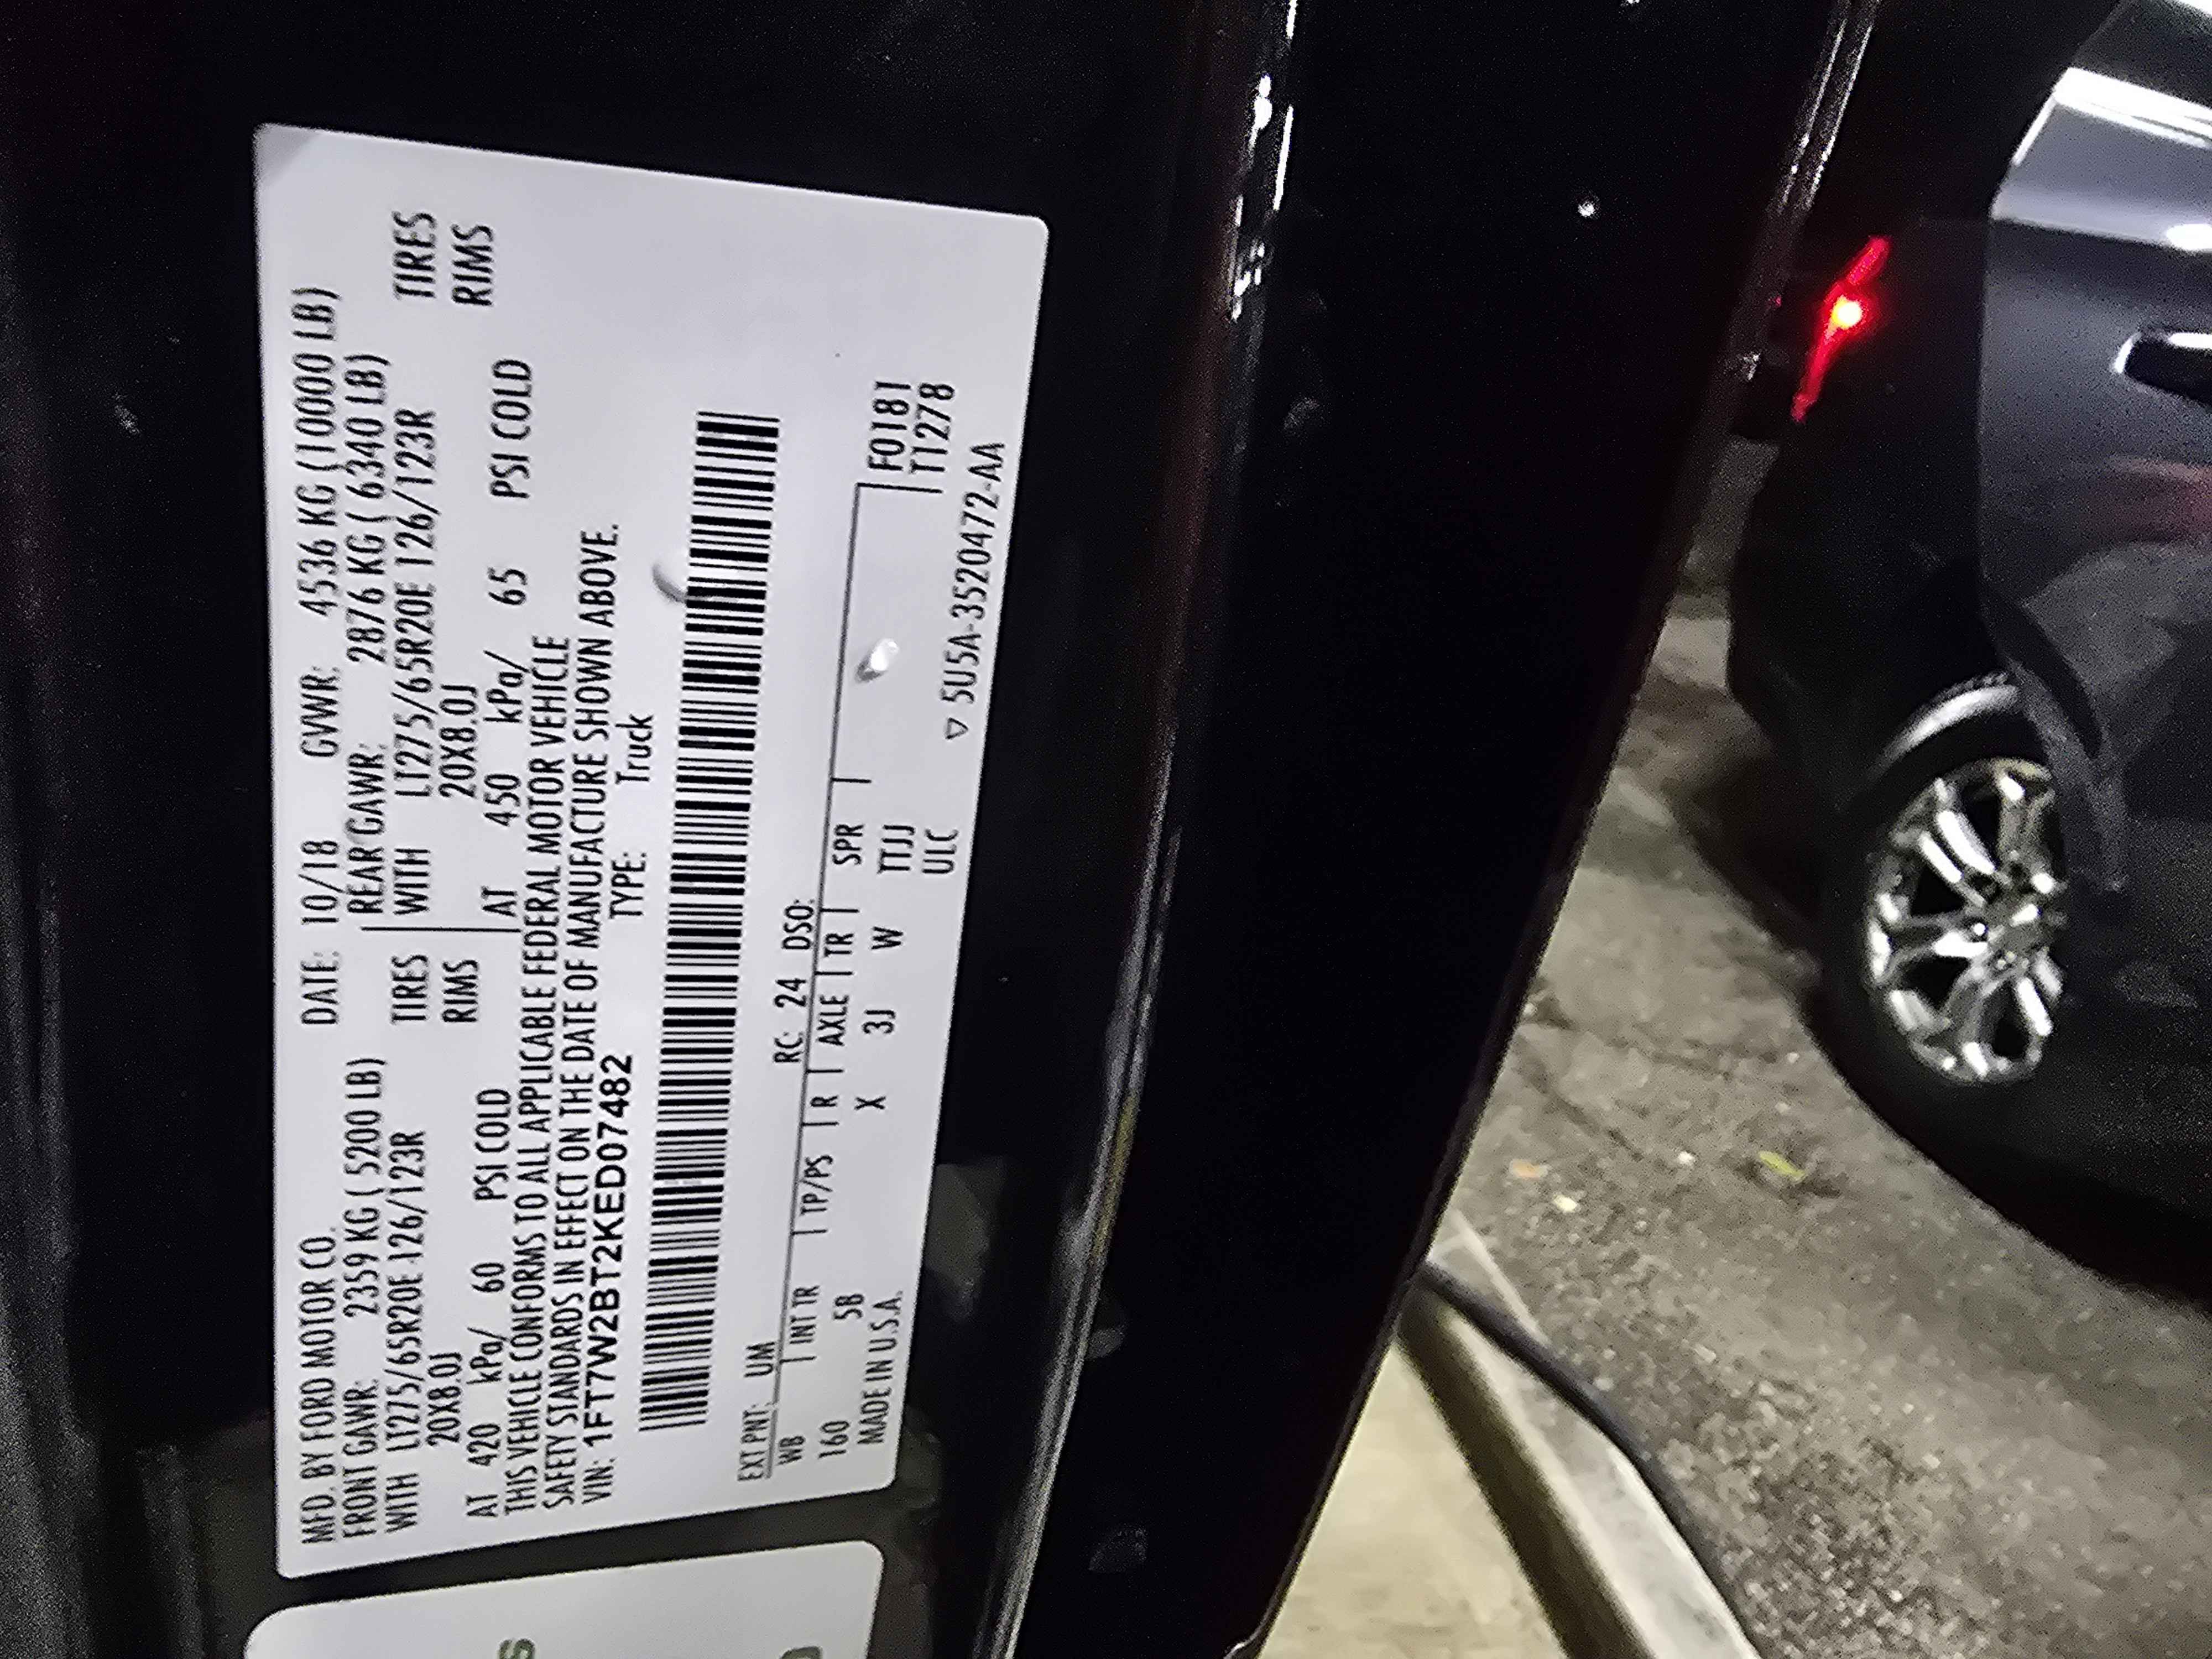 MFD. BY FORD MOTOR CO. DATE: 10/18 GVWR: 4536 KG (10000 LB)
FRONT GAWR: 2359 KG ( 5200 LB) REAR GAWR: 2876 KG ( 6340 LB)
WITH LT275/65R20E 126/123R TIRES WITH LT275/65R20E 126/123R TIRES
20X8.0J RIMS 20X8.0J RIMS
AT 420 kPa/ 60 PSI COLD AT 450 kPa/ 65 PSI COLD
THIS VEHICLE CONFORMS TO ALL APPLICABLE FEDERAL MOTOR VEHICLE
SAFETY STANDARDS IN EFFECT ON THE DATE OF MANUFACTURE SHOWN ABOVE.
VIN: 1FT7W2BT2KED07482 TYPE: Truck
EXT PNT: UM RC: 24 DSO:
WB | INT TR | TP/PS | R | AXLE | TR | SPR | F0181
160 5B X 3J W TTJJ T1278
MADE IN U.S.A. ULC ▽ 5U5A-3520472-AA